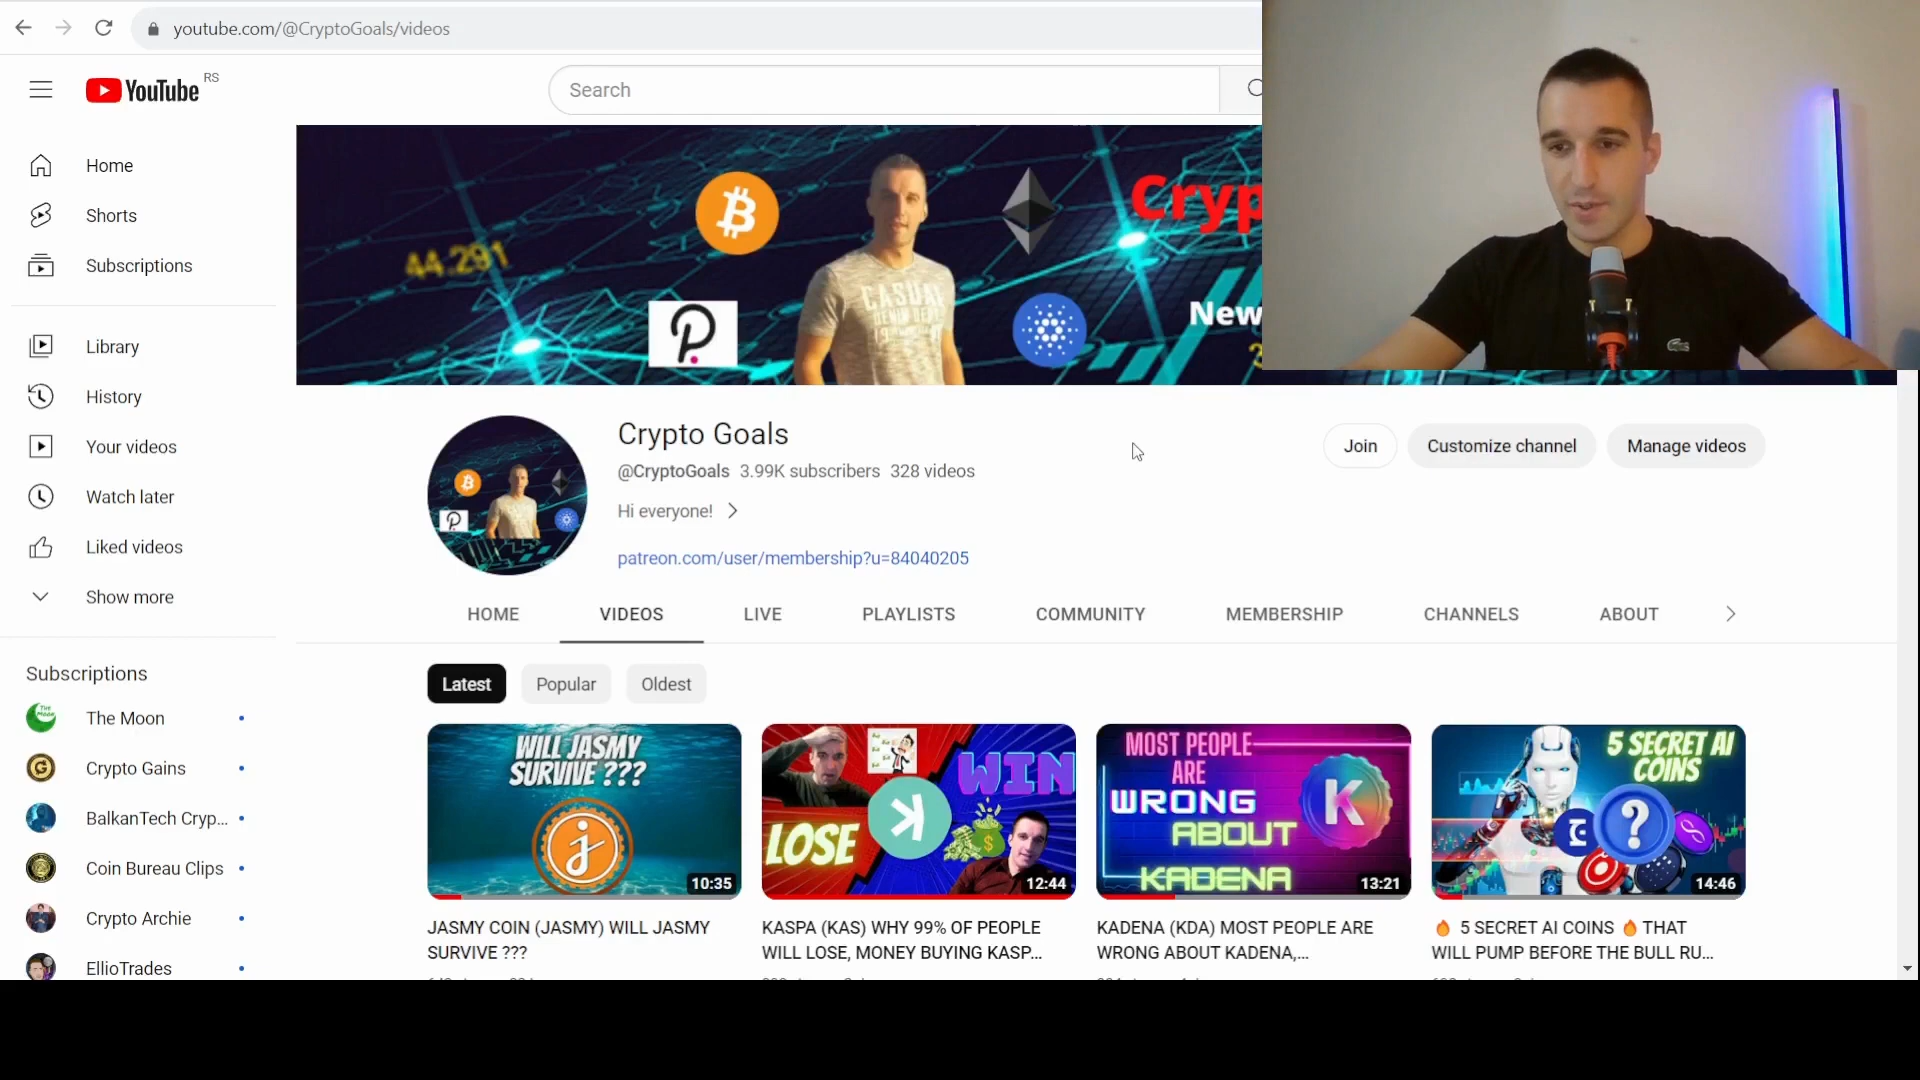 youtube.com/@CryptoGoals/videos
YouTube RS
Search
Home
Shorts
Subscriptions
Library
History
Your videos
Watch later
Liked videos
Show more
Subscriptions
The Moon
Crypto Gains
BalkanTech Cryp...
Coin Bureau Clips
Crypto Archie
EllioTrades
44.291
CASUAL
DENIM DEPT.
Cryp
New
Crypto Goals
@CryptoGoals 3.99K subscribers 328 videos
Hi everyone!
patreon.com/user/membership?u=84040205
Join
Customize channel
Manage videos
HOME
VIDEOS
LIVE
PLAYLISTS
COMMUNITY
MEMBERSHIP
CHANNELS
ABOUT
Latest
Popular
Oldest
WILL JASMY
SURVIVE ???
10:35
JASMY COIN (JASMY) WILL JASMY
SURVIVE ???
WIN
LOSE
12:44
KASPA (KAS) WHY 99% OF PEOPLE
WILL LOSE, MONEY BUYING KASP...
MOST PEOPLE
ARE
WRONG
ABOUT
KADENA
13:21
KADENA (KDA) MOST PEOPLE ARE
WRONG ABOUT KADENA,...
5 SECRET AI
COINS
?
14:46
🔥 5 SECRET AI COINS 🔥 THAT
WILL PUMP BEFORE THE BULL RU...